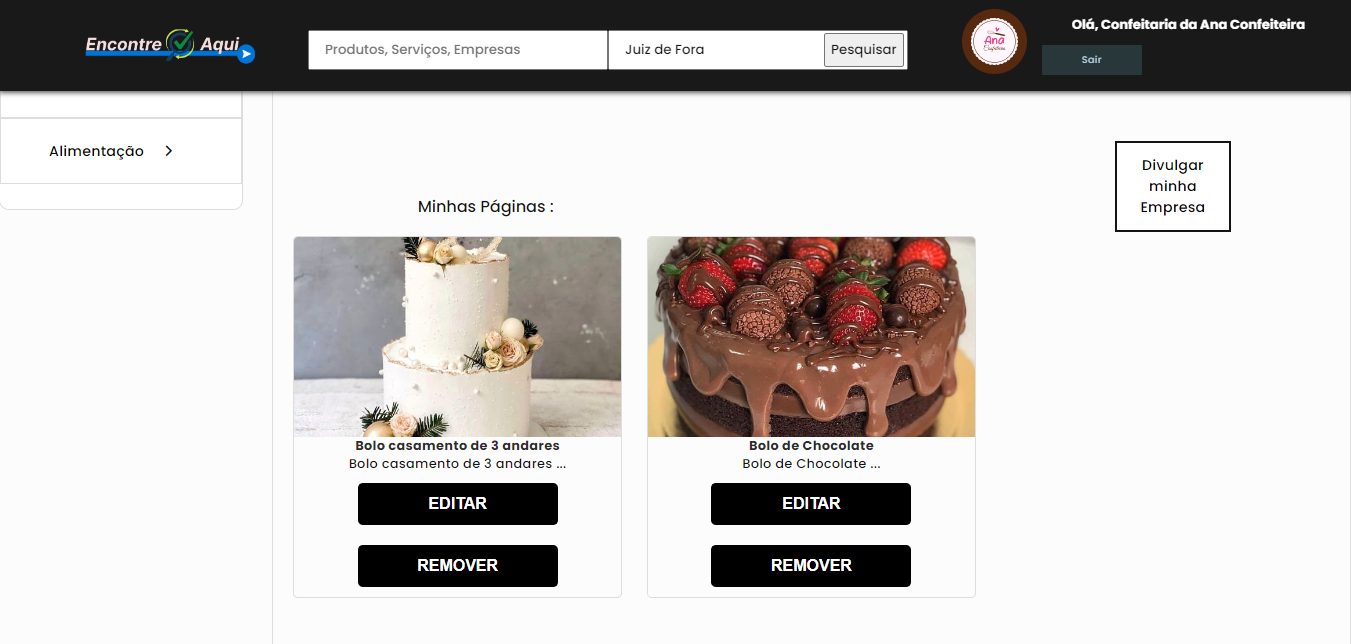 Encontre Aqui
Produtos, Serviços, Empresas
Juiz de Fora
Pesquisar
Ana
Confeiteira
Olá, Confeitaria da Ana Confeiteira
Sair
Alimentação
Divulgar
minha
Empresa
Minhas Páginas :
Bolo casamento de 3 andares
Bolo casamento de 3 andares ...
EDITAR
REMOVER
Bolo de Chocolate
Bolo de Chocolate ...
EDITAR
REMOVER